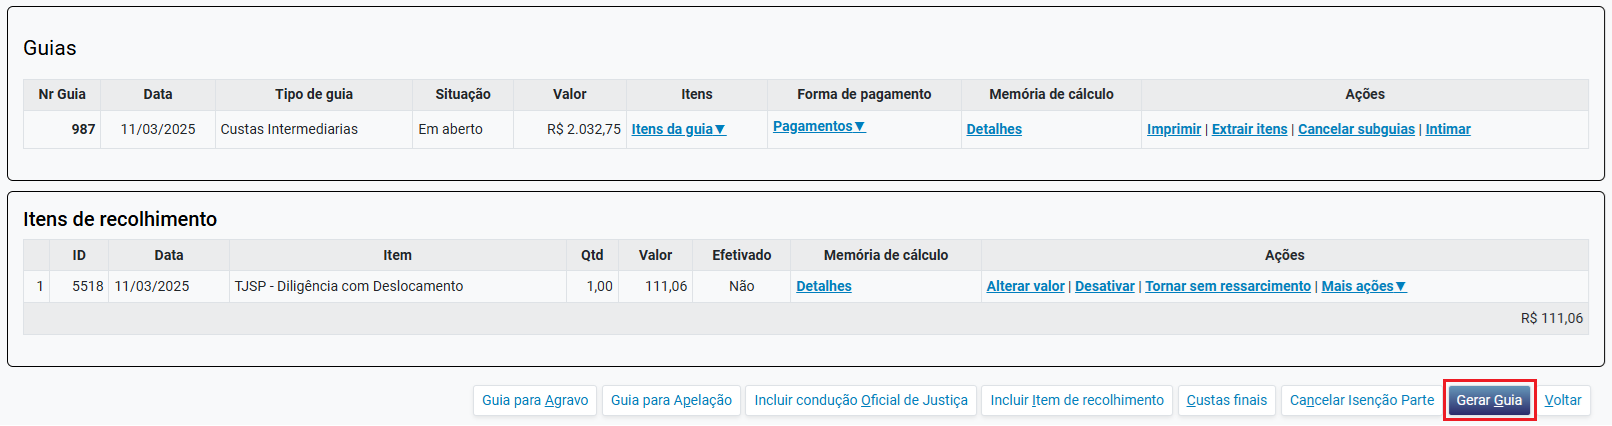 Guias
Nr Guia Data Tipo de guia Situação Valor Itens Forma de pagamento Memória de cálculo Ações
987 11/03/2025 Custas Intermediarias Em aberto R$ 2.032,75 Itens da guia▼ Pagamentos▼ Detalhes Imprimir | Extrair itens | Cancelar subguias | Intimar
Itens de recolhimento
ID Data Item Qtd Valor Efetivado Memória de cálculo Ações
1 5518 11/03/2025 TJSP - Diligência com Deslocamento 1,00 111,06 Não Detalhes Alterar valor | Desativar | Tornar sem ressarcimento | Mais ações▼
R$ 111,06
Guia para Agravo Guia para Apelação Incluir condução Oficial de Justiça Incluir Item de recolhimento Custas finais Cancelar Isenção Parte Gerar Guia Voltar